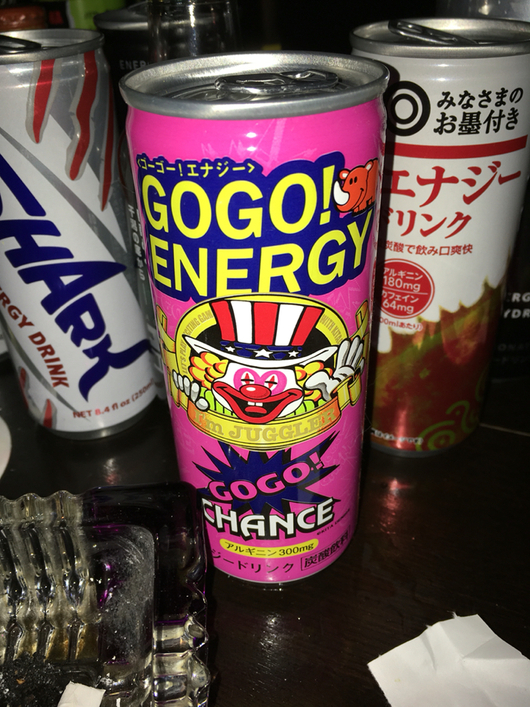 <ゴーゴー!エナジー>
GOGO!
ENERGY
I'm JUGGLER
GOGO!
CHANCE
アルギニン300mg
ジードリンク 炭酸飲料
SHARK
ERGY DRINK
NET 8.4 fl oz (250
みなさまの
お墨付き
エナジー
ドリンク
炭酸で飲み口爽快
アルギニン
180mg
カフェイン
64mg